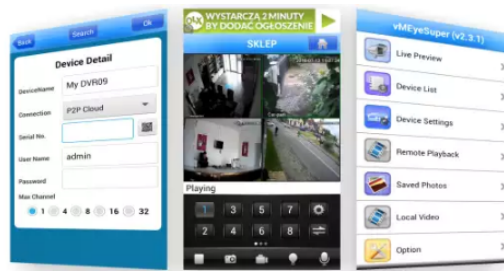 Back
Search
Ok
Device Detail
DeviceName My DVR09
Connection P2P Cloud
Serial No.
User Name admin
Password
Max Channel
1 4 8 16 32
WYSTARCZĄ 2 MINUTY
BY DODAĆ OGŁOSZENIE
SKLEP
Playing
1 3 5 7
2 4 6 8
vMEyeSuper (v2.3.1)
Live Preview
Device List
Device Settings
Remote Playback
Saved Photos
Local Video
Option